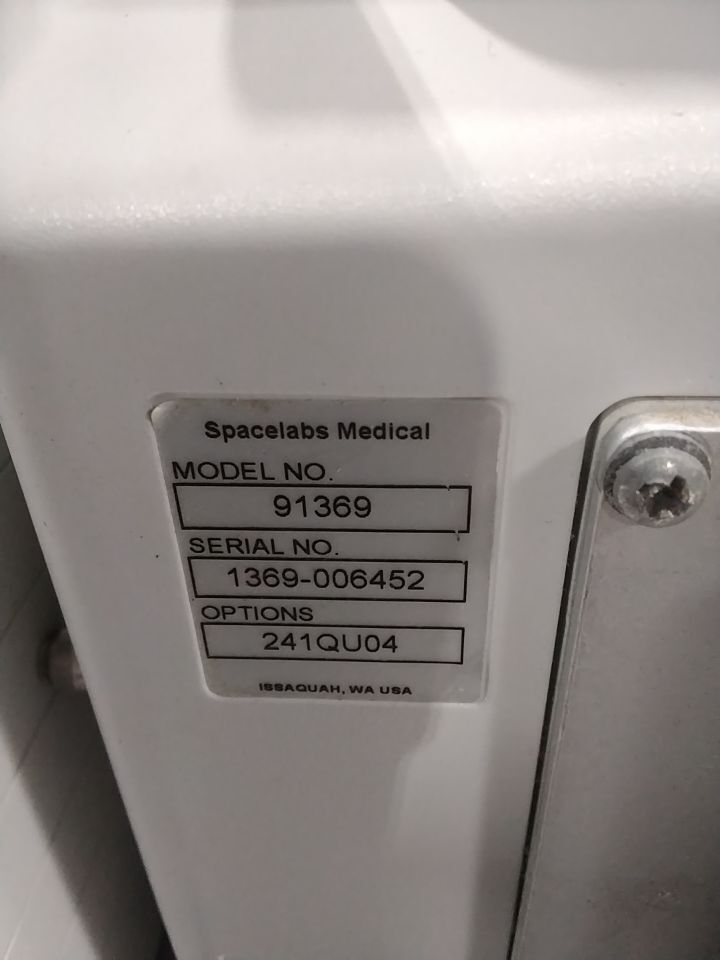 Spacelabs Medical
MODEL NO.
91369
SERIAL NO.
1369-006452
OPTIONS
241QU04
ISSAQUAH, WA USA